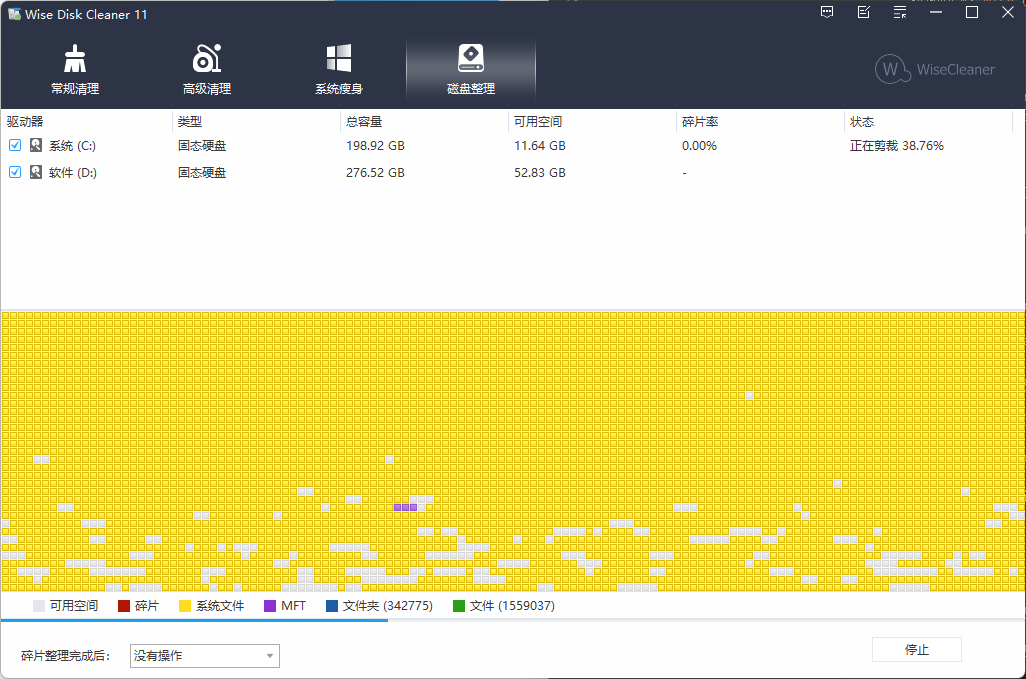 Wise Disk Cleaner 11
常规清理 高级清理 系统瘦身 磁盘整理
W WiseCleaner
驱动器 类型 总容量 可用空间 碎片率 状态
系统 (C:) 固态硬盘 198.92 GB 11.64 GB 0.00% 正在剪裁 38.76%
软件 (D:) 固态硬盘 276.52 GB 52.83 GB -
可用空间 碎片 系统文件 MFT 文件夹 (342775) 文件 (1559037)
碎片整理完成后: 没有操作 停止